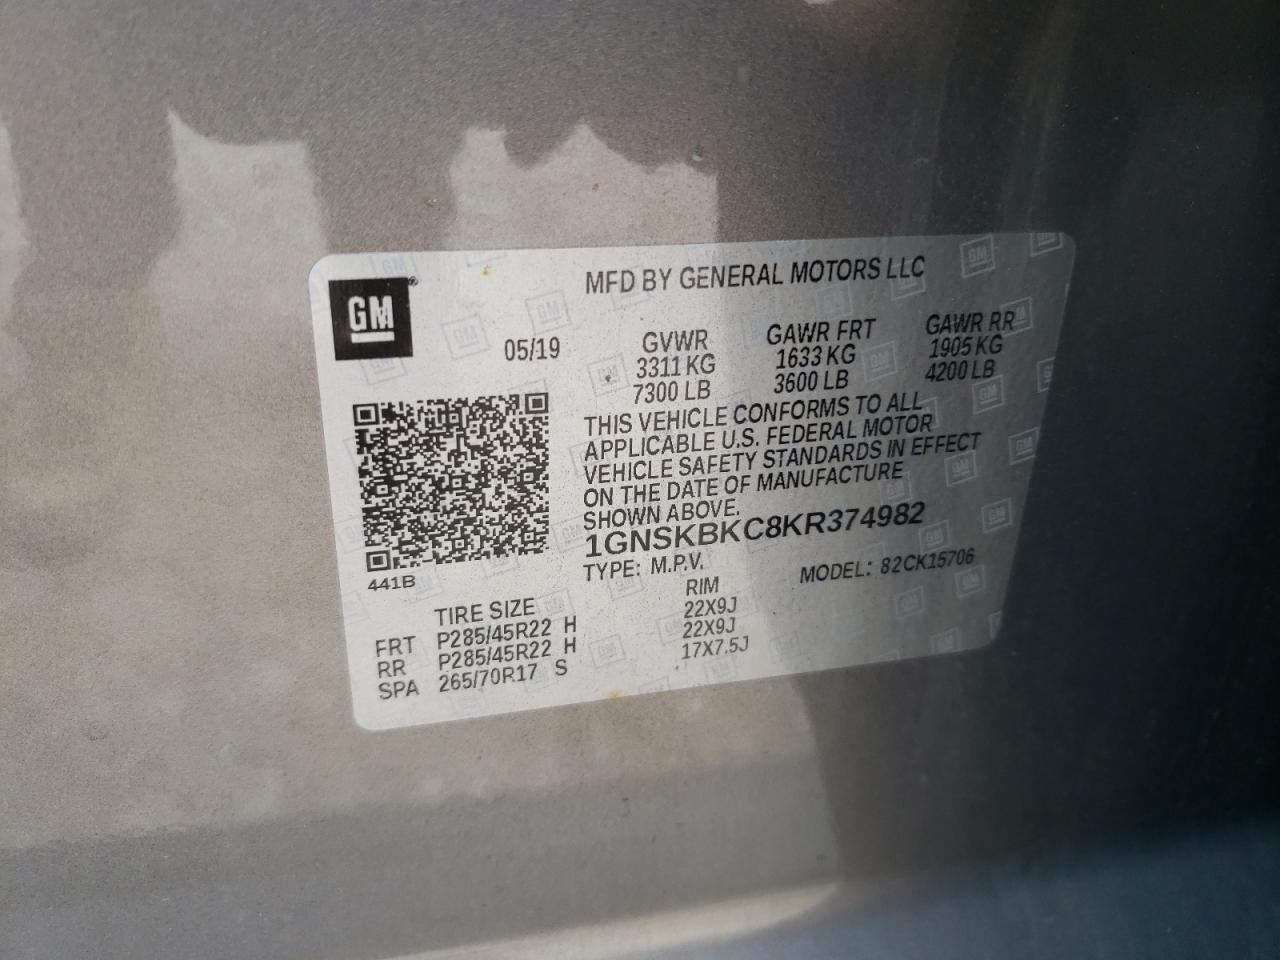 GM
MFD BY GENERAL MOTORS LLC
05/19
GVWR GAWR FRT GAWR RR
3311 KG 1633 KG 1905 KG
7300 LB 3600 LB 4200 LB
THIS VEHICLE CONFORMS TO ALL
APPLICABLE U.S. FEDERAL MOTOR
VEHICLE SAFETY STANDARDS IN EFFECT
ON THE DATE OF MANUFACTURE
SHOWN ABOVE.
1GNSKBKC8KR374982
TYPE: M.P.V. MODEL: 82CK15706
441B
TIRE SIZE RIM
FRT P285/45R22 H 22X9J
RR P285/45R22 H 22X9J
SPA 265/70R17 S 17X7.5J